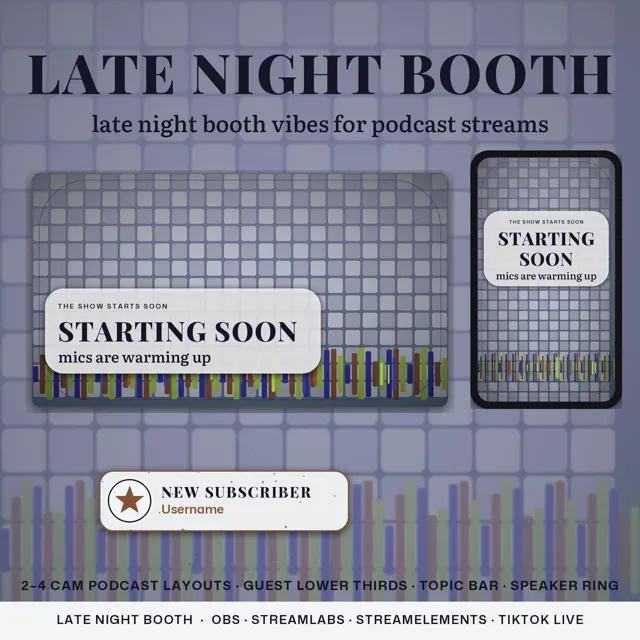 LATE NIGHT BOOTH
late night booth vibes for podcast streams
THE SHOW STARTS SOON
STARTING SOON
mics are warming up
THE SHOW STARTS SOON
STARTING
SOON
mics are warming up
NEW SUBSCRIBER
Username
2–4 CAM PODCAST LAYOUTS · GUEST LOWER THIRDS · TOPIC BAR · SPEAKER RING
LATE NIGHT BOOTH · OBS · STREAMLABS · STREAMELEMENTS · TIKTOK LIVE